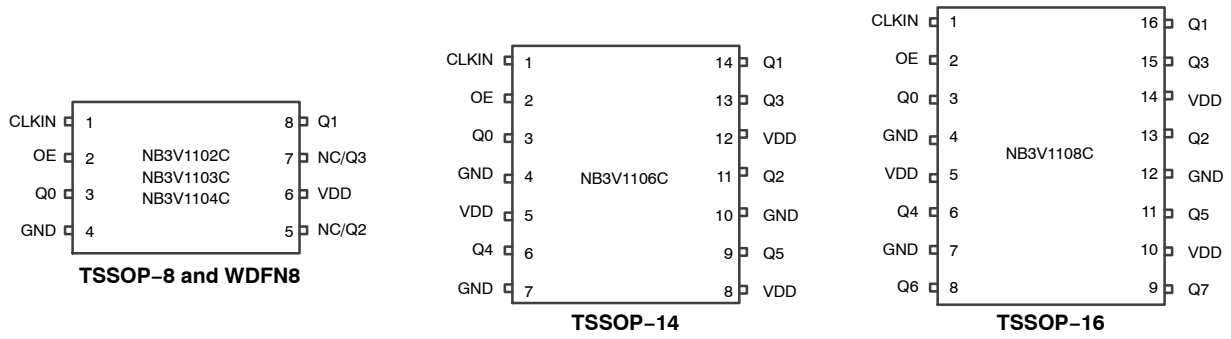 CLKIN 1 8 Q1
OE 2 NB3V1102C 7 NC/Q3
NB3V1103C
Q0 3 NB3V1104C 6 VDD
GND 4 5 NC/Q2
TSSOP−8 and WDFN8
CLKIN 1 14 Q1
OE 2 13 Q3
Q0 3 12 VDD
GND 4 NB3V1106C 11 Q2
VDD 5 10 GND
Q4 6 9 Q5
GND 7 8 VDD
TSSOP−14
CLKIN 1 16 Q1
OE 2 15 Q3
Q0 3 14 VDD
GND 4 13 Q2
NB3V1108C
VDD 5 12 GND
Q4 6 11 Q5
GND 7 10 VDD
Q6 8 9 Q7
TSSOP−16